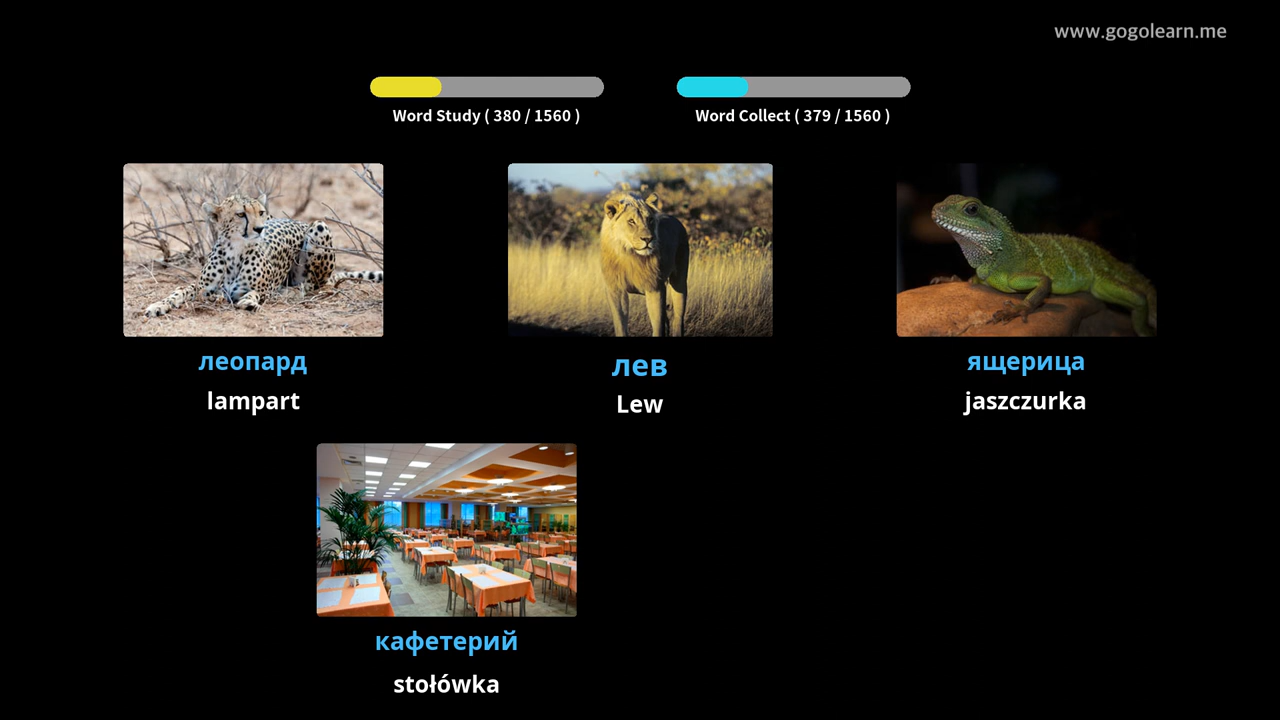 www.gogolearn.me
Word Study ( 380 / 1560 )
Word Collect ( 379 / 1560 )
леопард
лев
ящерица
lampart
Lew
jaszczurka
кафетерий
stołówka